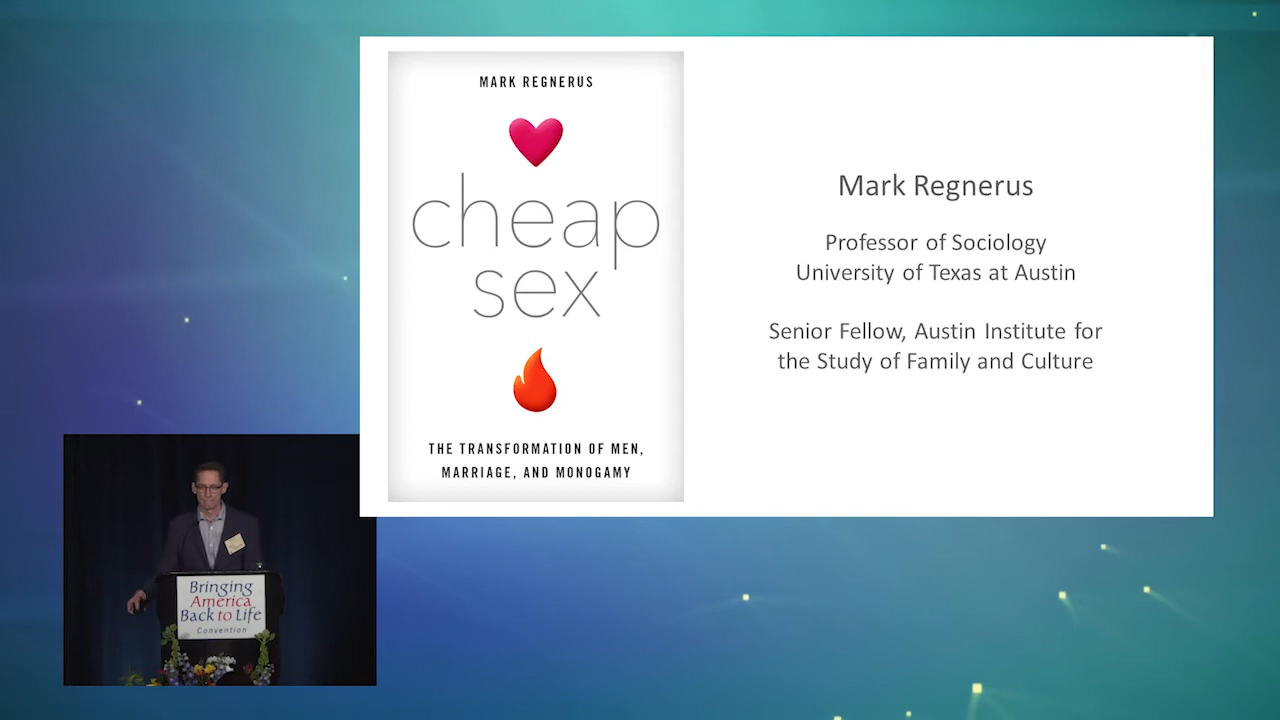 MARK REGNERUS
cheap
sex
THE TRANSFORMATION OF MEN,
MARRIAGE, AND MONOGAMY
Mark Regnerus
Professor of Sociology
University of Texas at Austin
Senior Fellow, Austin Institute for
the Study of Family and Culture
Bringing
America
Back to Life
Convention